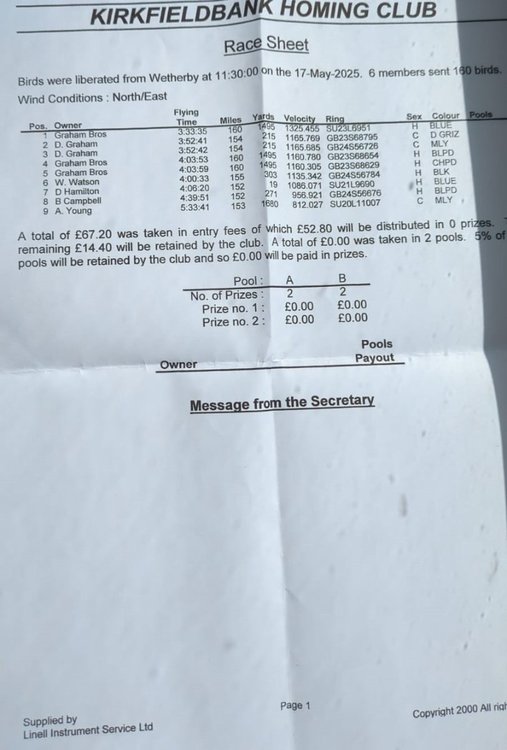 KIRKFIELDBANK HOMING CLUB
Race Sheet
Birds were liberated from Wetherby at 11:30:00 on the 17-May-2025. 6 members sent 160 birds.
Wind Conditions : North/East
Pos. Owner Flying Time Miles Yards Velocity Ring Sex Colour Pools
1 Graham Bros 3:33:35 160 1495 1325.455 SU23L6951 H BLUE
2 D. Graham 3:52:41 154 215 1165.769 GB23S68795 C D GRIZ
3 D. Graham 3:52:42 154 215 1165.685 GB24S56726 C MLY
4 Graham Bros 4:03:53 160 1495 1160.780 GB23S68654 H BLPD
5 Graham Bros 4:03:59 160 1495 1160.305 GB23S68629 H CHPD
6 W. Watson 4:00:33 155 303 1135.342 GB24S56784 H BLK
7 D Hamilton 4:06:20 152 19 1086.071 SU21L9690 H BLUE
8 B Campbell 4:39:51 152 271 956.921 GB24S56676 H BLPD
9 A. Young 5:33:41 153 1680 812.027 SU20L11007 C MLY
A total of £67.20 was taken in entry fees of which £52.80 will be distributed in 0 prizes.
remaining £14.40 will be retained by the club. A total of £0.00 was taken in 2 pools. 5% of
pools will be retained by the club and so £0.00 will be paid in prizes.
Pool : A B
No. of Prizes : 2 2
Prize no. 1 : £0.00 £0.00
Prize no. 2 : £0.00 £0.00
Owner Pools Payout
Message from the Secretary
Supplied by
Linell Instrument Service Ltd
Page 1
Copyright 2000 All